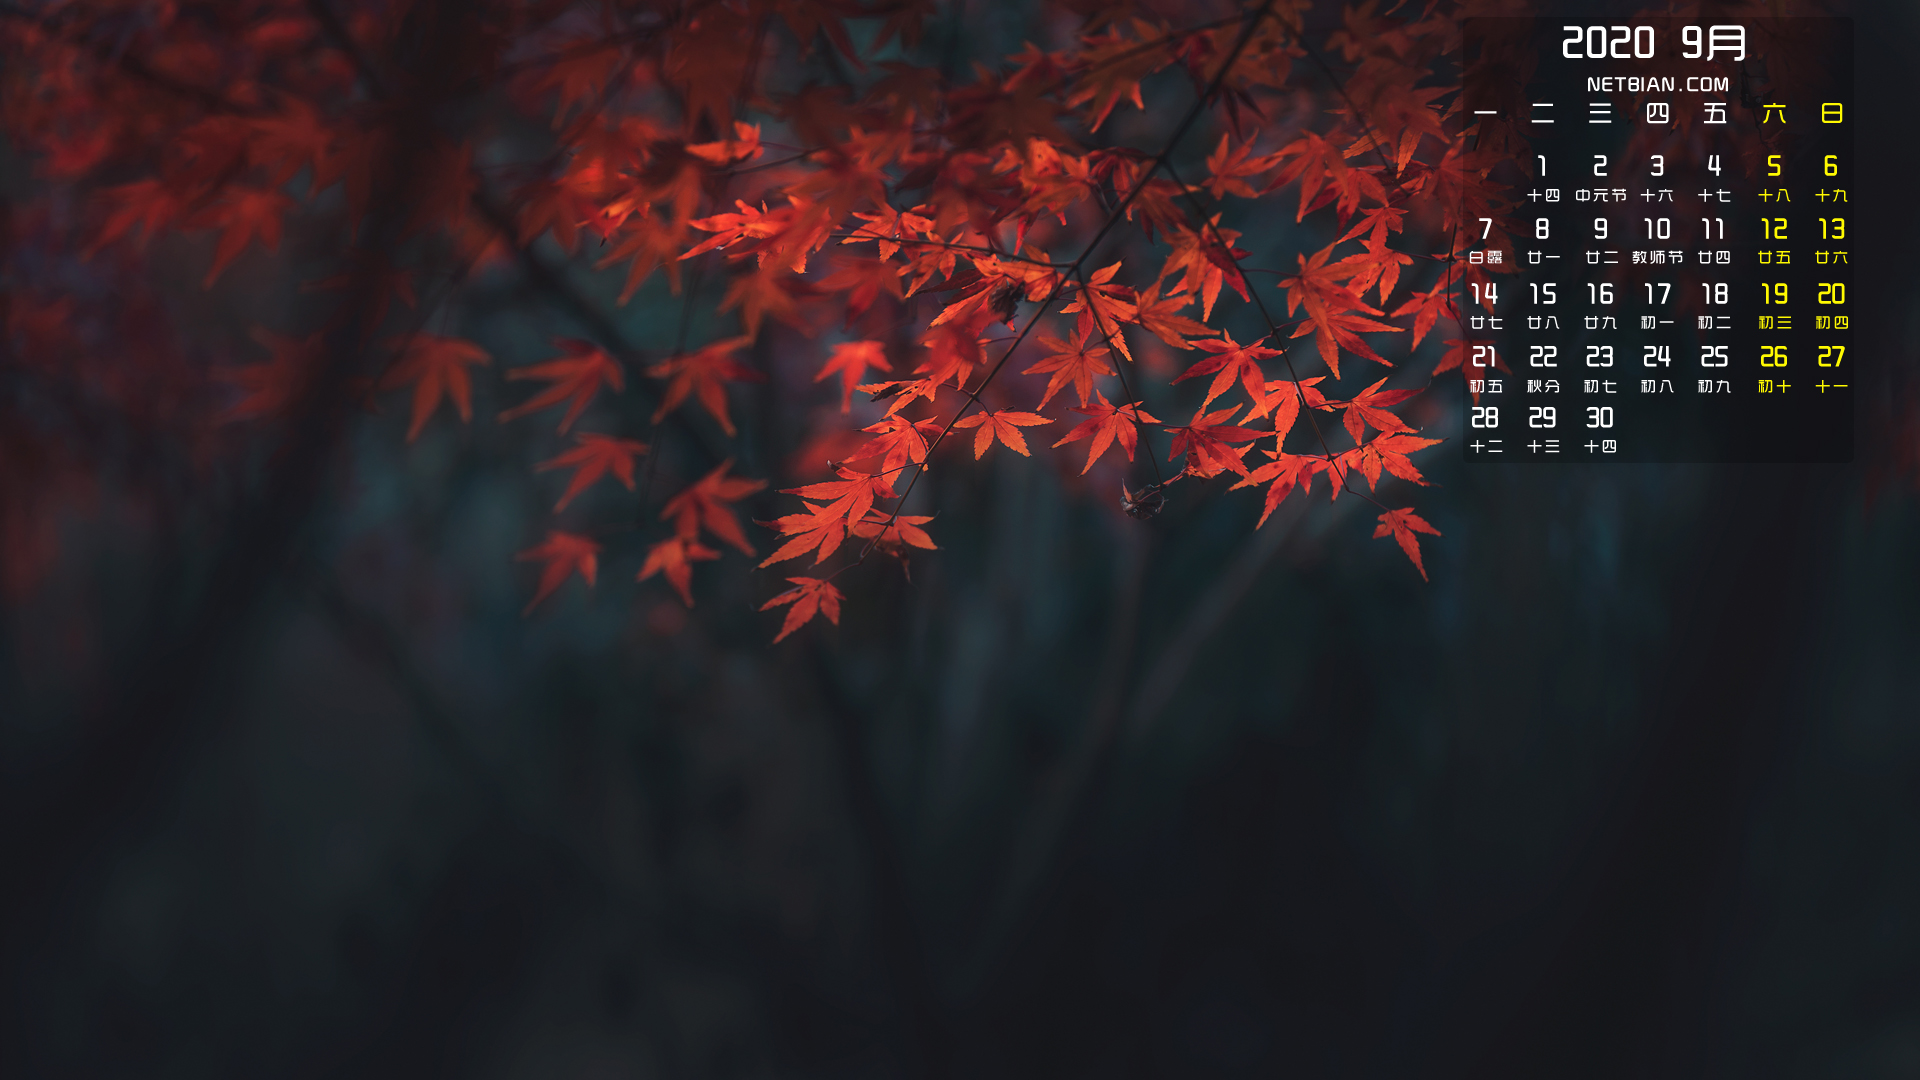 2020 9月
NETBIAN.COM
一 二 三 四 五 六 日
1 2 3 4 5 6
十四 中元节 十六 十七 十八 十九
7 8 9 10 11 12 13
白露 廿一 廿二 教师节 廿四 廿五 廿六
14 15 16 17 18 19 20
廿七 廿八 廿九 初一 初二 初三 初四
21 22 23 24 25 26 27
初五 秋分 初七 初八 初九 初十 十一
28 29 30
十二 十三 十四